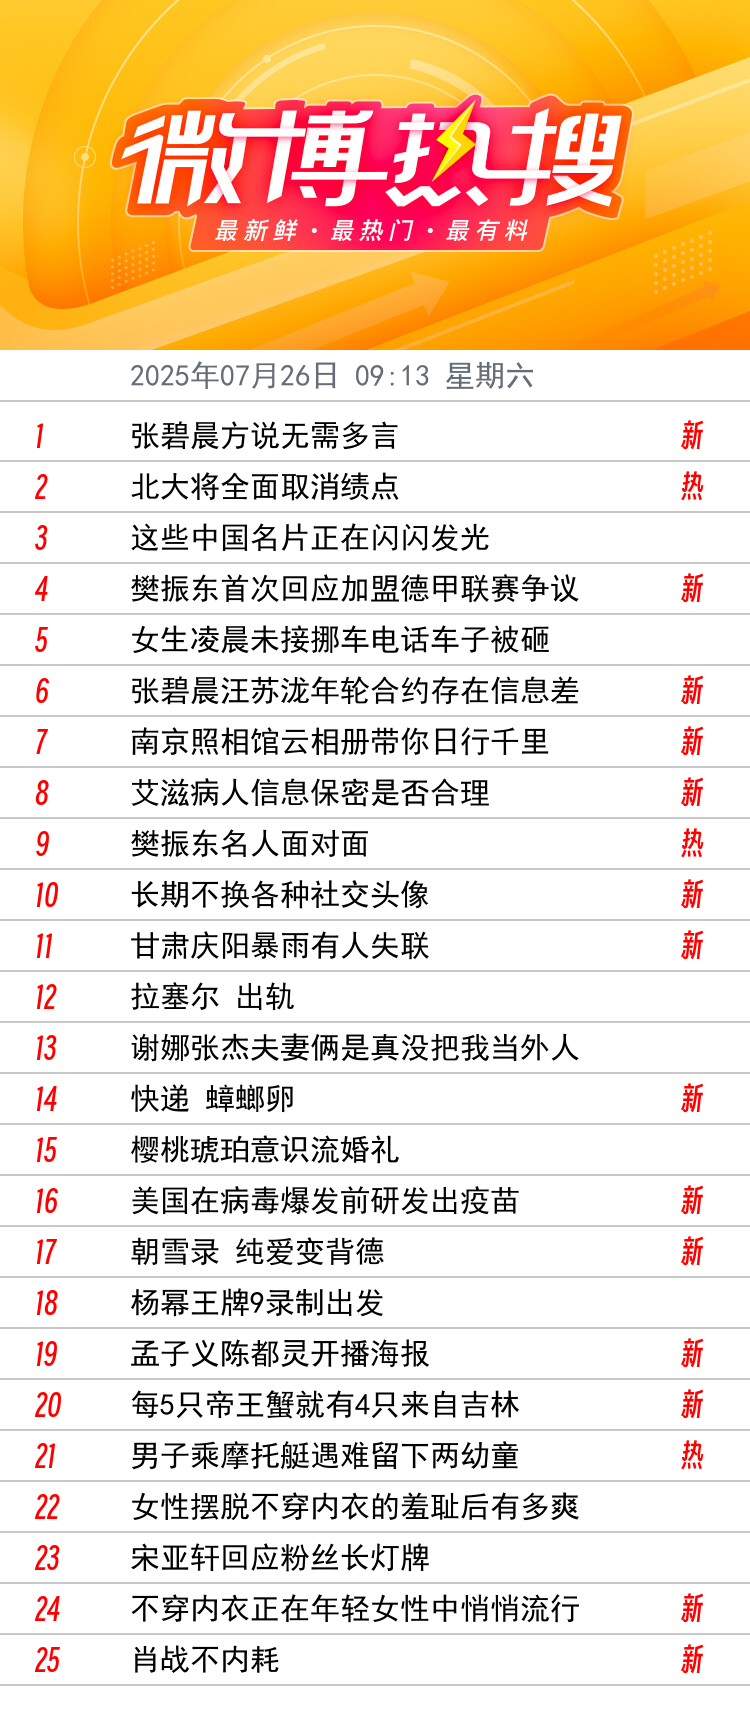 微博热搜
最新鲜·最热门·最有料
2025年07月26日 09:13 星期六
1 张碧晨方说无需多言 新
2 北大将全面取消绩点 热
3 这些中国名片正在闪闪发光
4 樊振东首次回应加盟德甲联赛争议 新
5 女生凌晨未接挪车电话车子被砸
6 张碧晨汪苏泷年轮合约存在信息差 新
7 南京照相馆云相册带你日行千里 新
8 艾滋病人信息保密是否合理 新
9 樊振东名人面对面 热
10 长期不换各种社交头像 新
11 甘肃庆阳暴雨有人失联 新
12 拉塞尔 出轨
13 谢娜张杰夫妻俩是真没把我当外人
14 快递 蟑螂卵 新
15 樱桃琥珀意识流婚礼
16 美国在病毒爆发前研发出疫苗 新
17 朝雪录 纯爱变背德 新
18 杨幂王牌9录制出发
19 孟子义陈都灵开播海报 新
20 每5只帝王蟹就有4只来自吉林 新
21 男子乘摩托艇遇难留下两幼童 热
22 女性摆脱不穿内衣的羞耻后有多爽
23 宋亚轩回应粉丝长灯牌
24 不穿内衣正在年轻女性中悄悄流行 新
25 肖战不内耗 新